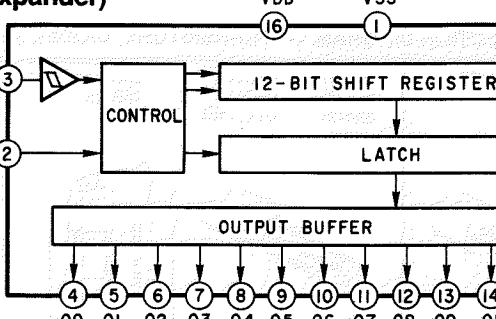 xpander)
VDD VSS
16 1
3
12-BIT SHIFT REGISTER
CONTROL
2
LATCH
OUTPUT BUFFER
4 5 6 7 8 9 10 11 12 13 14